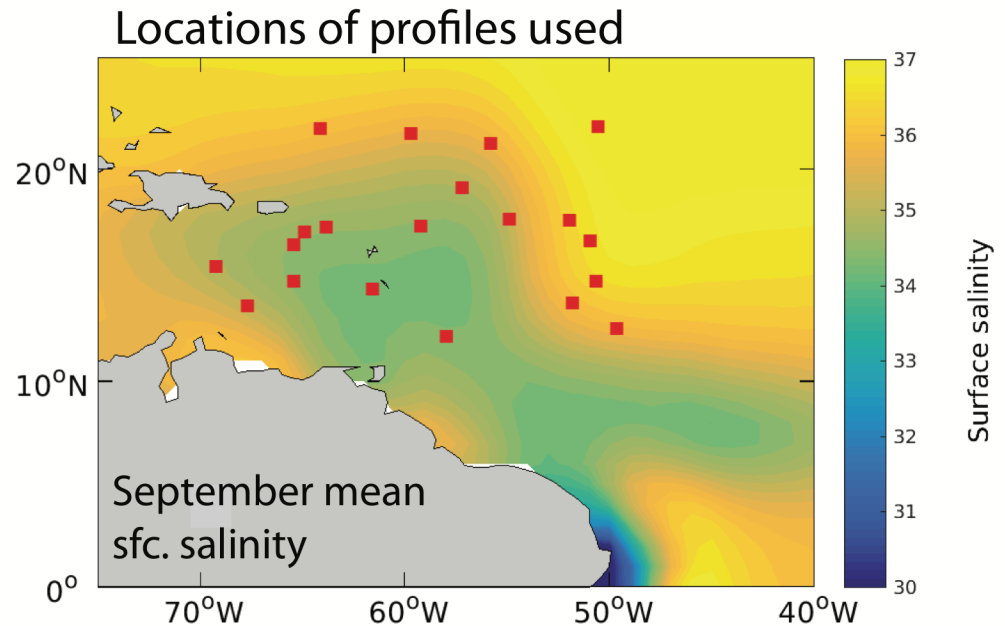 Locations of profiles used
20°N
10°N
0°
70°W
60°W
50°W
40°W
September mean
sfc. salinity
37
36
35
34
33
32
31
30
Surface salinity